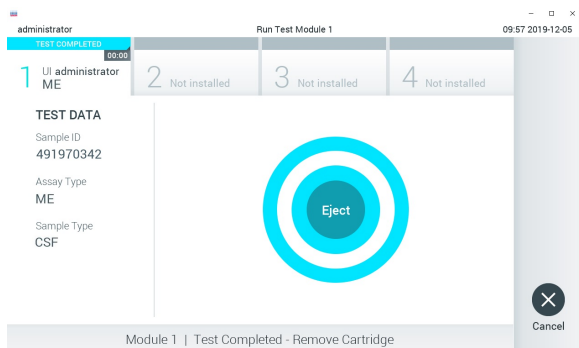 administrator
Run Test Module 1
09:57 2019-12-05
TEST COMPLETED
00:00
1 UI administrator
ME
2 Not installed
3 Not installed
4 Not installed
TEST DATA
Sample ID
491970342
Assay Type
ME
Sample Type
CSF
Eject
Cancel
Module 1 | Test Completed - Remove Cartridge